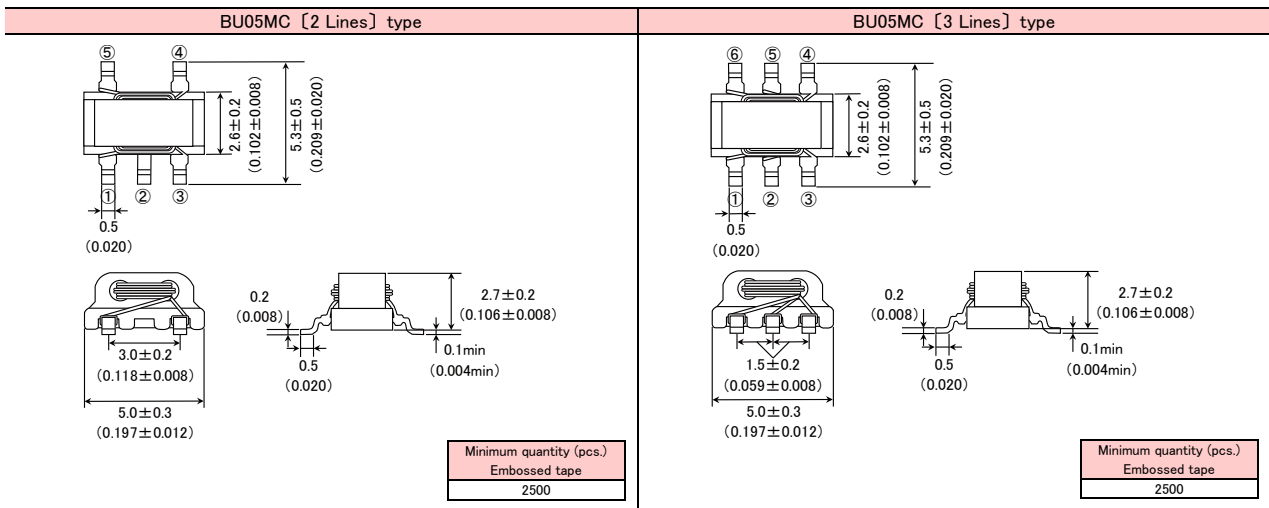 BU05MC〔2 Lines〕type
⑤ ④
2.6±0.2
(0.102±0.008)
5.3±0.5
(0.209±0.020)
① ② ③
0.5
(0.020)
3.0±0.2
(0.118±0.008)
5.0±0.3
(0.197±0.012)
0.2
(0.008)
0.5
(0.020)
2.7±0.2
(0.106±0.008)
0.1min
(0.004min)
Minimum quantity (pcs.)
Embossed tape
2500
BU05MC〔3 Lines〕type
⑥ ⑤ ④
2.6±0.2
(0.102±0.008)
5.3±0.5
(0.209±0.020)
① ② ③
0.5
(0.020)
1.5±0.2
(0.059±0.008)
5.0±0.3
(0.197±0.012)
0.2
(0.008)
0.5
(0.020)
2.7±0.2
(0.106±0.008)
0.1min
(0.004min)
Minimum quantity (pcs.)
Embossed tape
2500